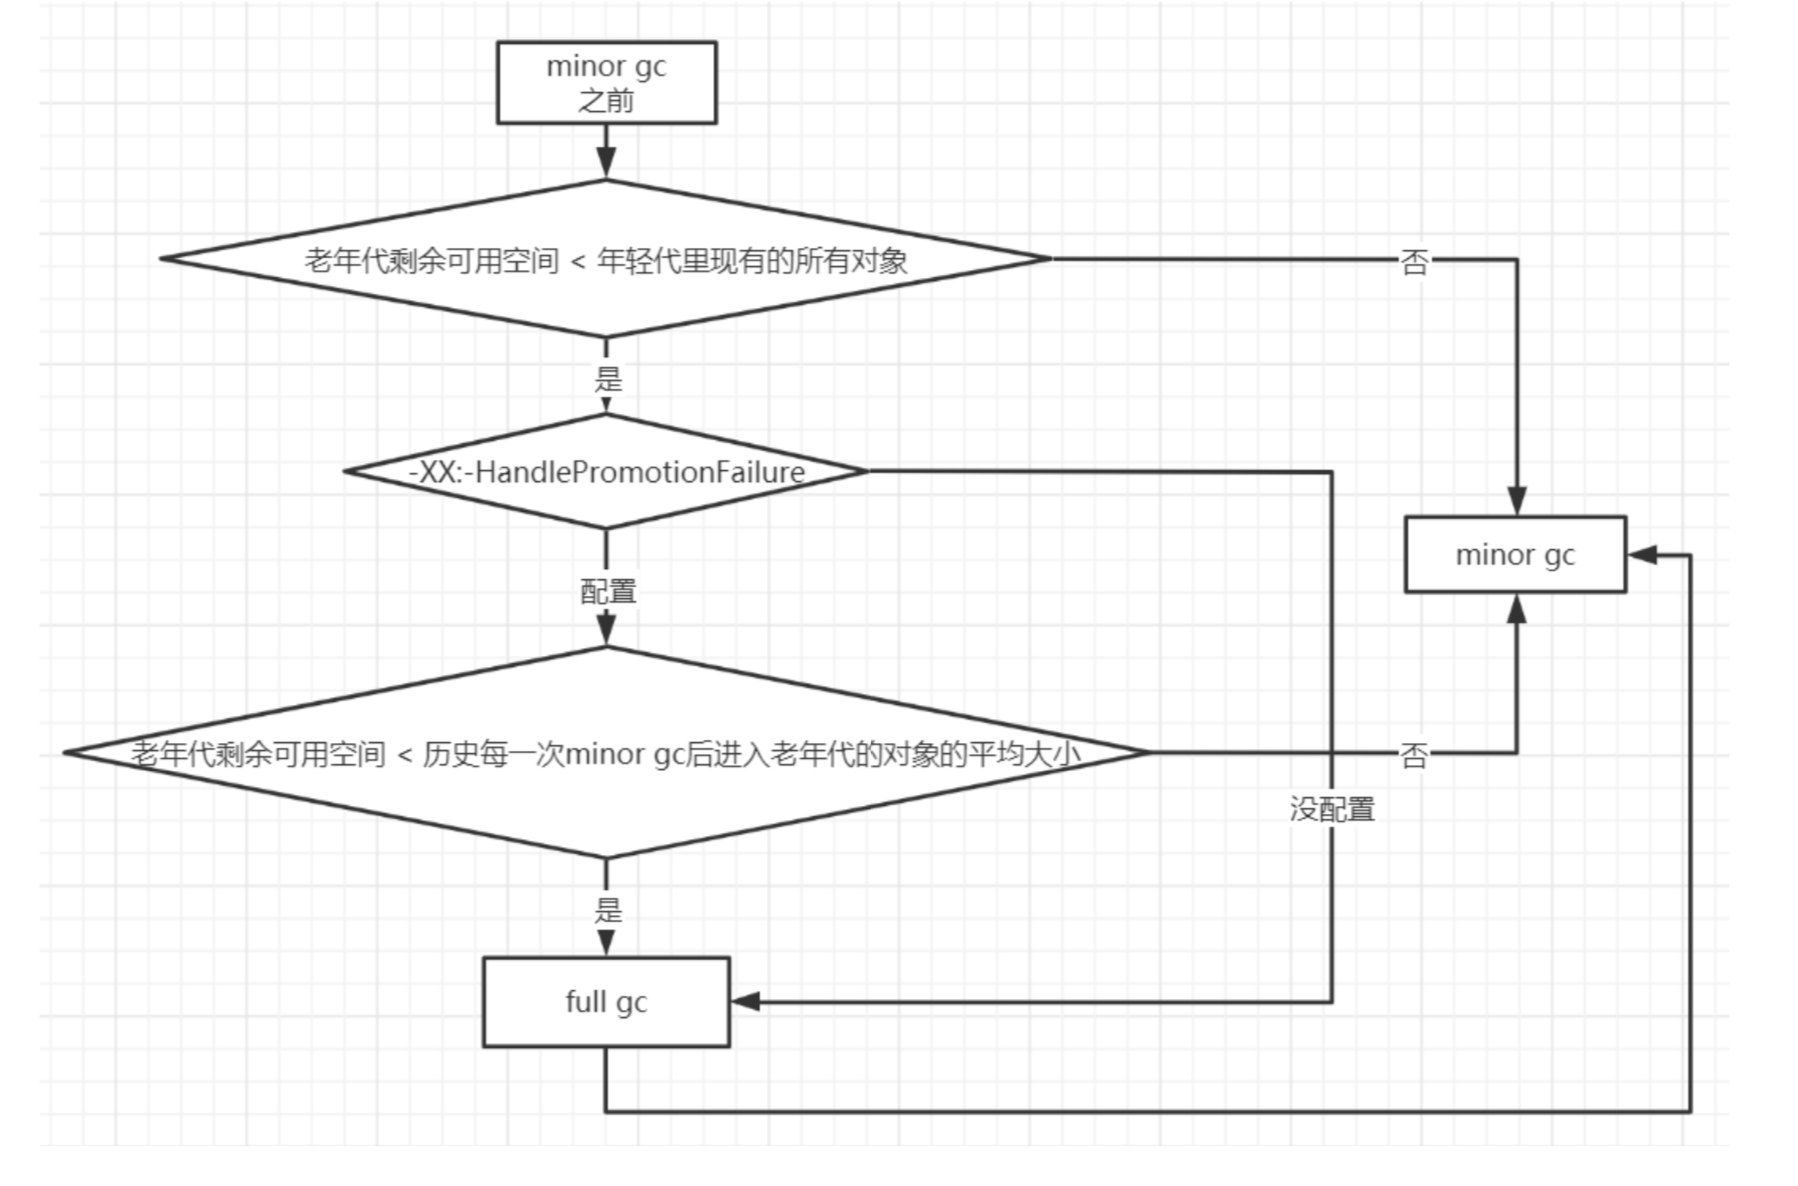 minor gc
之前
老年代剩余可用空间 < 年轻代里现有的所有对象
否
是
-XX:-HandlePromotionFailure
minor gc
配置
老年代剩余可用空间 < 历史每一次minor gc后进入老年代的对象的平均大小
否
没配置
是
full gc